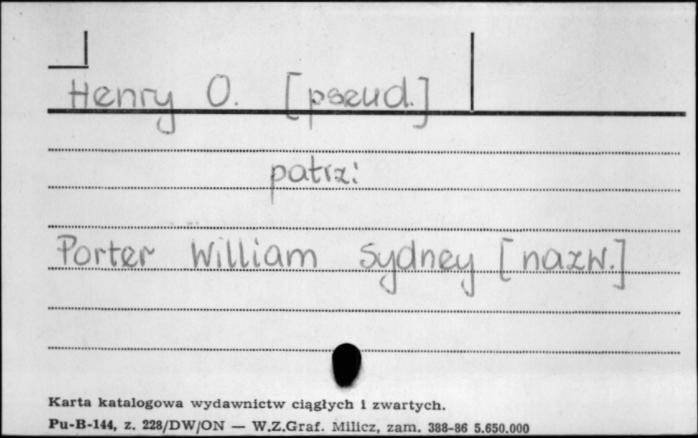 Henry O. [pseud.]
patrz:
Porter William Sydney [nazw.]
Karta katalogowa wydawnictw ciągłych i zwartych.
Pu-B-144, z. 228/DW/ON — W.Z.Graf. Milicz, zam. 388-86 5.650.000